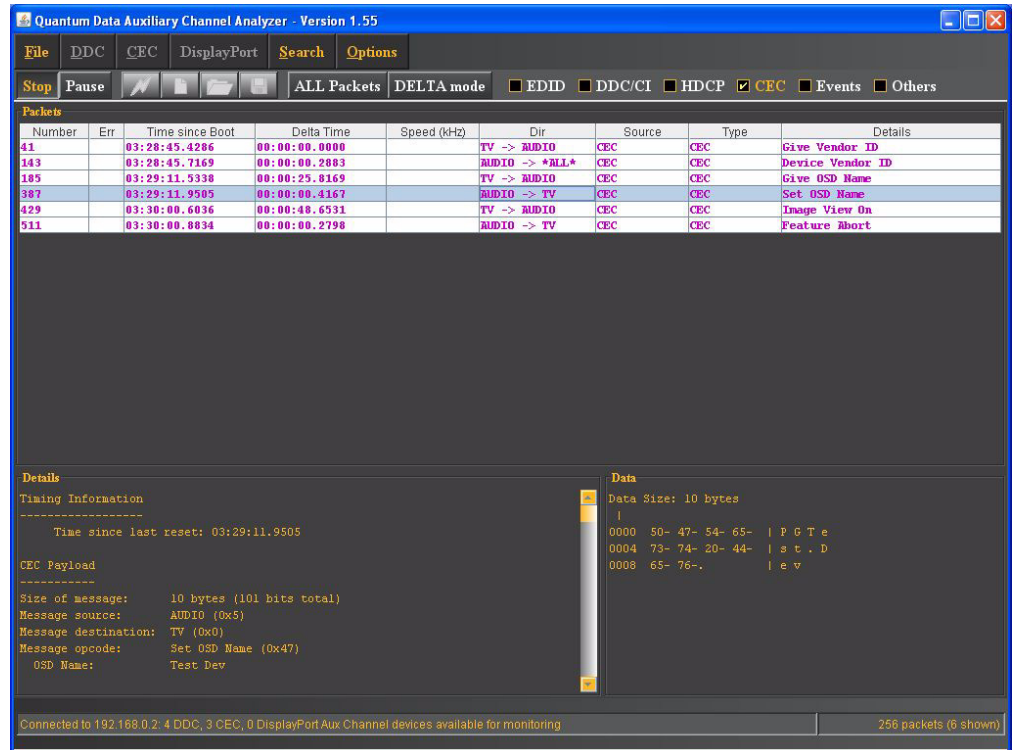 Quantum Data Auxiliary Channel Analyzer - Version 1.55
File DDC CEC DisplayPort Search Options
Stop Pause ALL Packets DELTA mode EDID DDC/CI HDCP CEC Events Others
Packets
Number Err Time since Boot Delta Time Speed (kHz) Dir Source Type Details
41 03:28:45.4286 00:00:00.0000 TV -> AUDIO CEC CEC Give Vendor ID
143 03:28:45.7169 00:00:00.2883 AUDIO -> *ALL* CEC CEC Device Vendor ID
185 03:29:11.5338 00:00:25.8169 TV -> AUDIO CEC CEC Give OSD Name
387 03:29:11.9505 00:00:00.4167 AUDIO -> TV CEC CEC Set OSD Name
429 03:30:00.6036 00:00:48.6531 TV -> AUDIO CEC CEC Image View On
511 03:30:00.8834 00:00:00.2798 AUDIO -> TV CEC CEC Feature Abort
Details
Timing Information
------------------
Time since last reset: 03:29:11.9505
CEC Payload
-----------
Size of message: 10 bytes (101 bits total)
Message source: AUDIO (0x5)
Message destination: TV (0x0)
Message opcode: Set OSD Name (0x47)
OSD Name: Test Dev
Data
Data Size: 10 bytes
|
0000 50- 47- 54- 65- | P G T e
0004 73- 74- 20- 44- | s t . D
0008 65- 76-. | e v
Connected to 192.168.0.2: 4 DDC, 3 CEC, 0 DisplayPort Aux Channel devices available for monitoring
256 packets (6 shown)